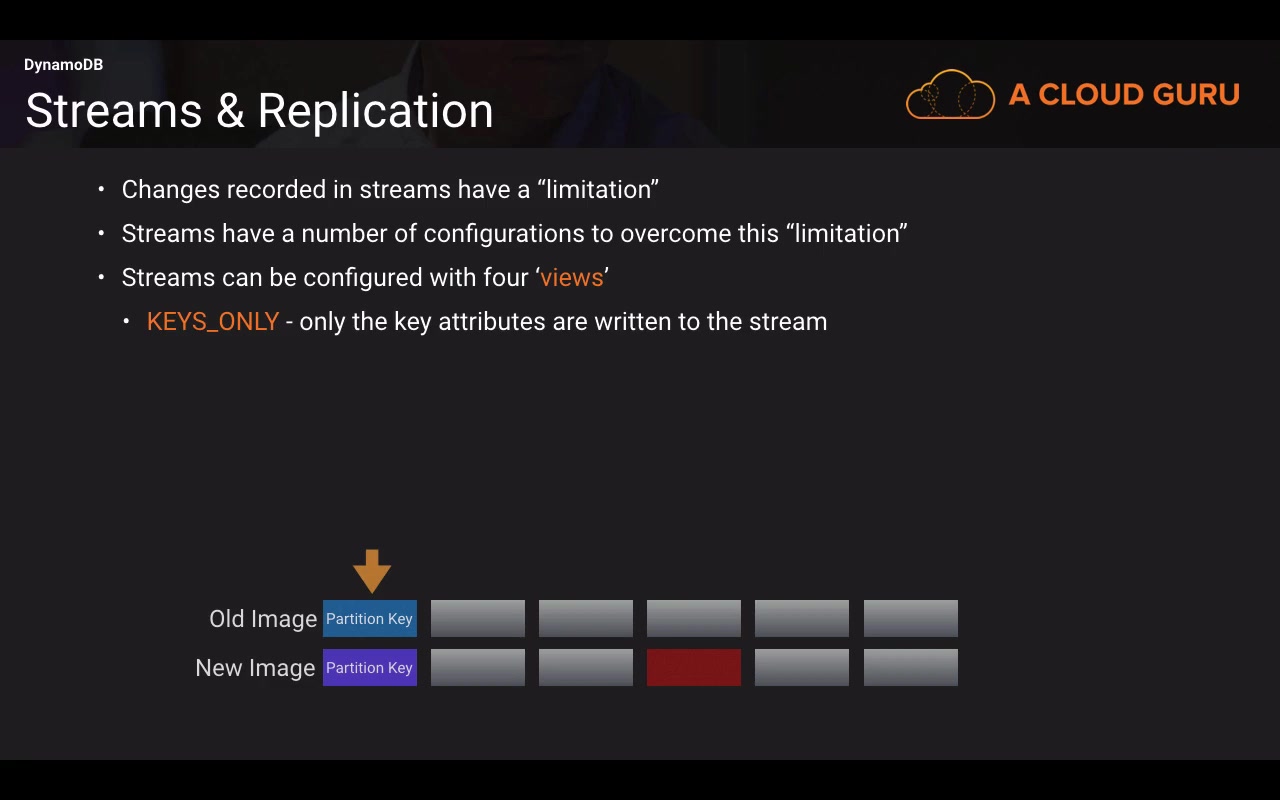 DynamoDB
Streams & Replication
A CLOUD GURU
• Changes recorded in streams have a “limitation”
• Streams have a number of configurations to overcome this “limitation”
• Streams can be configured with four ‘views’
• KEYS_ONLY - only the key attributes are written to the stream
Old Image Partition Key
New Image Partition Key